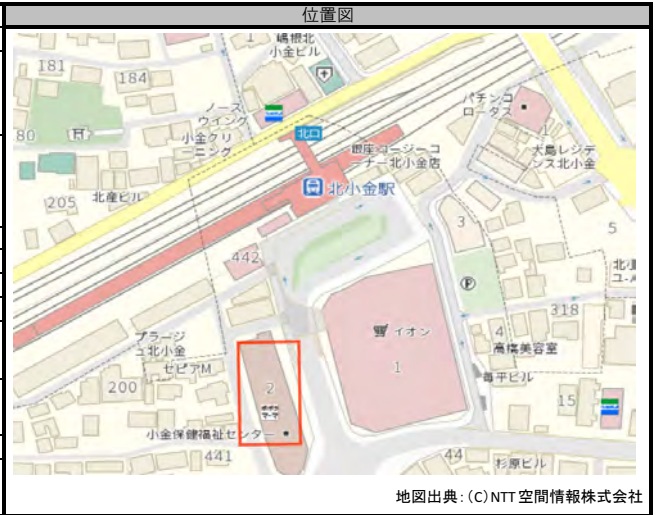 位置図
嶋根北
小金ビル
1
181
184
ノース
ウイング
小金クリ
ニング
80
北口
銀座コージーコ
ーナー北小金店
パチンコ
ロータス
1
大島レジデ
ンス北小金
北小金駅
205
北産ビル
3
5
442
P
318
イオン
1
4
高橋美容室
プラージ
ュ北小金
セピアM
毎平ビル
200
2
15
小金保健福祉センター
441
44
杉原ビル
地図出典:(C)NTT空間情報株式会社